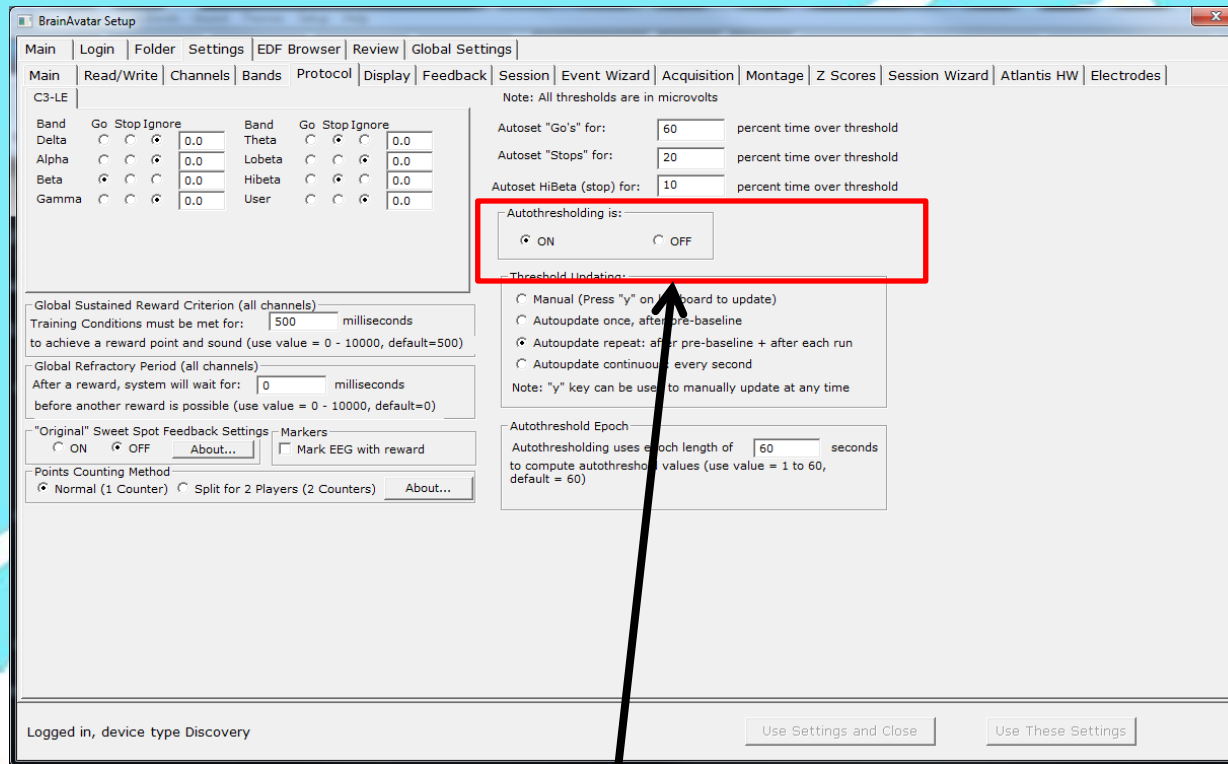 BrainAvatar Setup
Main Login Folder Settings EDF Browser Review Global Settings
Main Read/Write Channels Bands Protocol Display Feedback Session Event Wizard Acquisition Montage Z Scores Session Wizard Atlantis HW Electrodes
C3-LE
Band Go Stop Ignore Band Go Stop Ignore
Delta 0.0 Theta 0.0
Alpha 0.0 Lobeta 0.0
Beta 0.0 Hibeta 0.0
Gamma 0.0 User 0.0
Global Sustained Reward Criterion (all channels)
Training Conditions must be met for: 500 milliseconds
to achieve a reward point and sound (use value = 0 - 10000, default=500)
Global Refractory Period (all channels)
After a reward, system will wait for: 0 milliseconds
before another reward is possible (use value = 0 - 10000, default=0)
"Original" Sweet Spot Feedback Settings Markers
ON OFF About... Mark EEG with reward
Points Counting Method
Normal (1 Counter) Split for 2 Players (2 Counters) About...
Note: All thresholds are in microvolts
Autoset "Go's" for: 60 percent time over threshold
Autoset "Stops" for: 20 percent time over threshold
Autoset HiBeta (stop) for: 10 percent time over threshold
Autothresholding is:
ON OFF
Threshold Updating:
Manual (Press "y" on keyboard to update)
Autoupdate once, after pre-baseline
Autoupdate repeat: after pre-baseline + after each run
Autoupdate continuous: every second
Note: "y" key can be used to manually update at any time
Autothreshold Epoch
Autothresholding uses epoch length of 60 seconds
to compute autothreshold values (use value = 1 to 60,
default = 60)
Logged in, device type Discovery Use Settings and Close Use These Settings